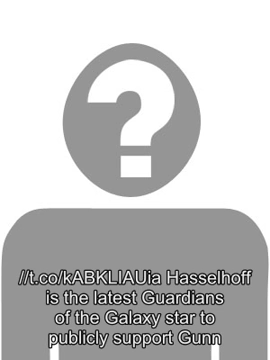 ?
//t.co/kABKLIAUia Hasselhoff
is the latest Guardians
of the Galaxy star to
publicly support Gunn